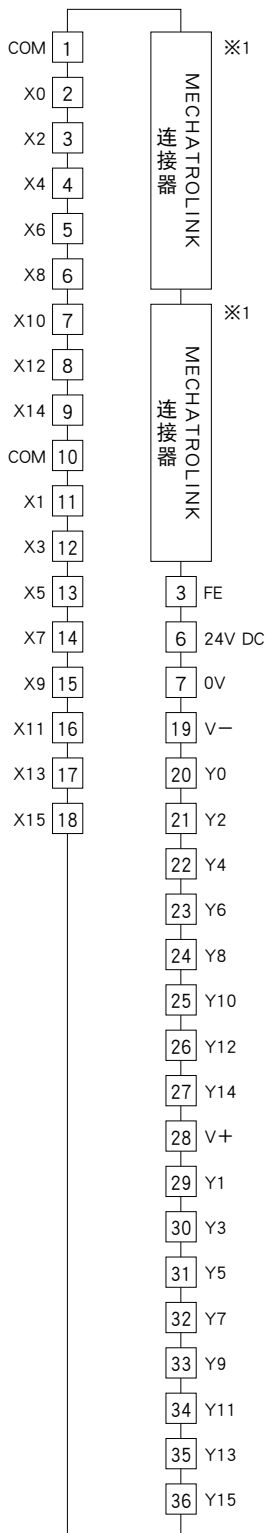 COM 1
X0 2
X2 3
X4 4
X6 5
X8 6
X10 7
X12 8
X14 9
COM 10
X1 11
X3 12
X5 13
X7 14
X9 15
X11 16
X13 17
X15 18
MECHATROLINK
连接器
※1
MECHATROLINK
连接器
※1
3 FE
6 24V DC
7 0V
19 V−
20 Y0
21 Y2
22 Y4
23 Y6
24 Y8
25 Y10
26 Y12
27 Y14
28 V+
29 Y1
30 Y3
31 Y5
32 Y7
33 Y9
34 Y11
35 Y13
36 Y15